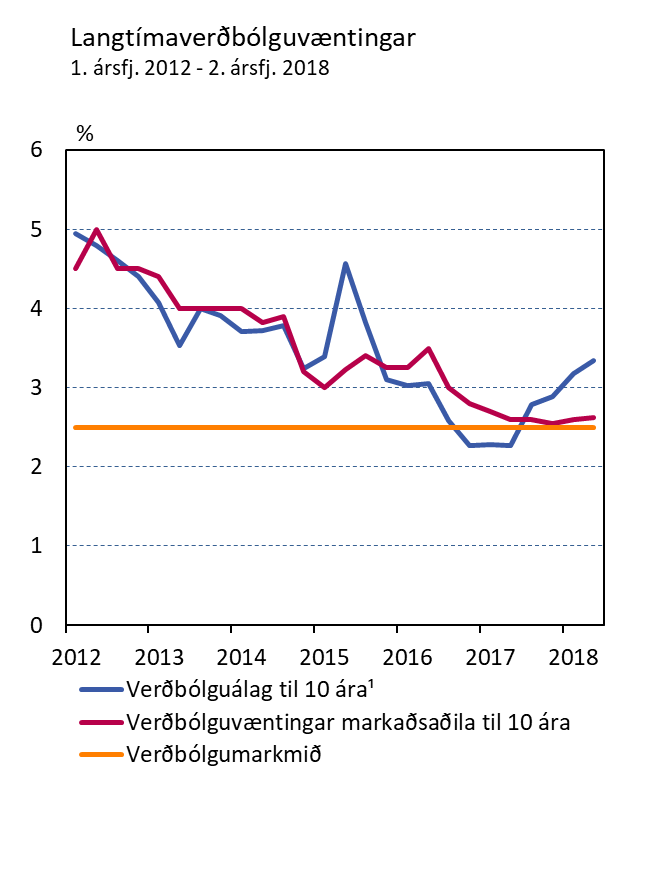 Langtímaverðbólguvæntingar
1. ársfj. 2012 - 2. ársfj. 2018
%
6
5
4
3
2
1
0
2012 2013 2014 2015 2016 2017 2018
Verðbólguálag til 10 ára¹
Verðbólguvæntingar markaðsaðila til 10 ára
Verðbólgumarkmið